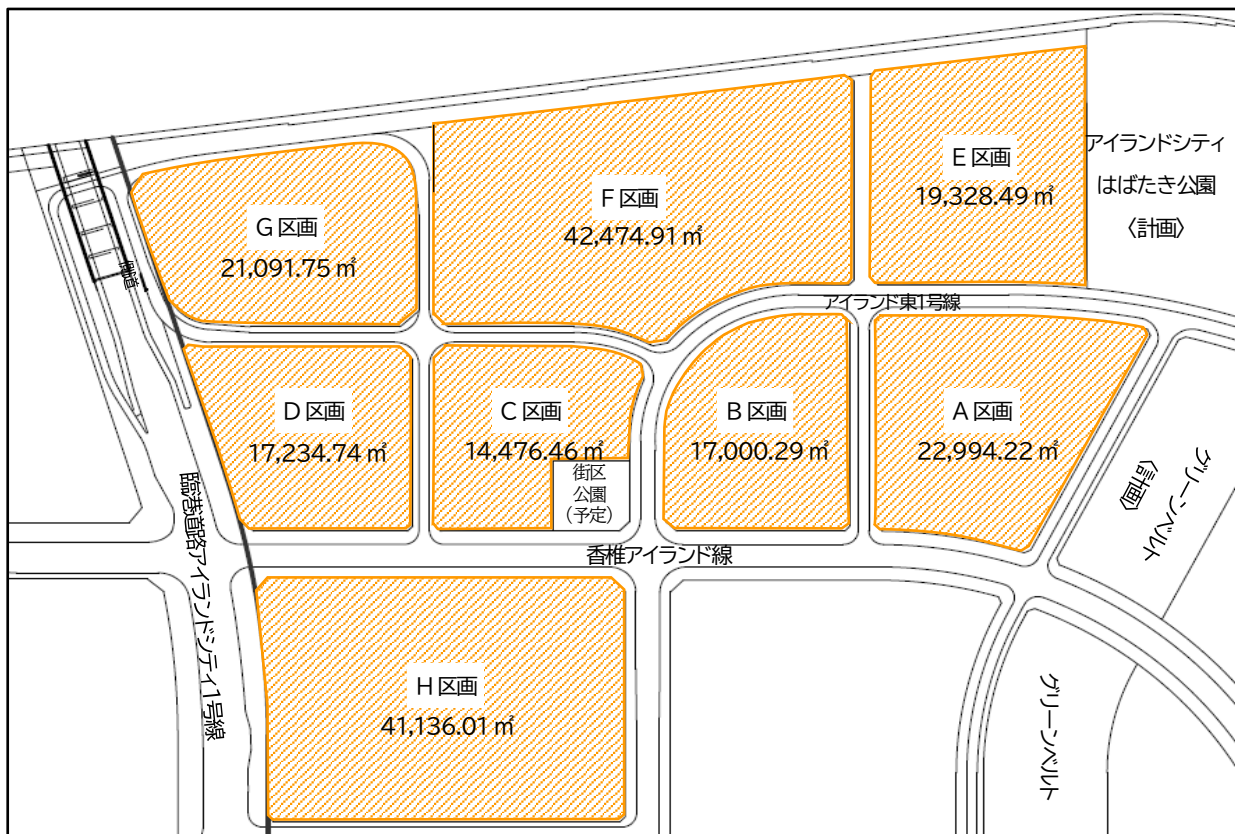 E区画
19,328.49㎡
アイランドシティ
はばたき公園
〈計画〉
F区画
42,474.91㎡
G区画
21,091.75㎡
側道
アイランド東1号線
D区画
17,234.74㎡
C区画
14,476.46㎡
街区
公園
(予定)
B区画
17,000.29㎡
A区画
22,994.22㎡
グリーンベルト
〈計画〉
臨港道路アイランドシティ1号線
香椎アイランド線
H区画
41,136.01㎡
グリーンベルト